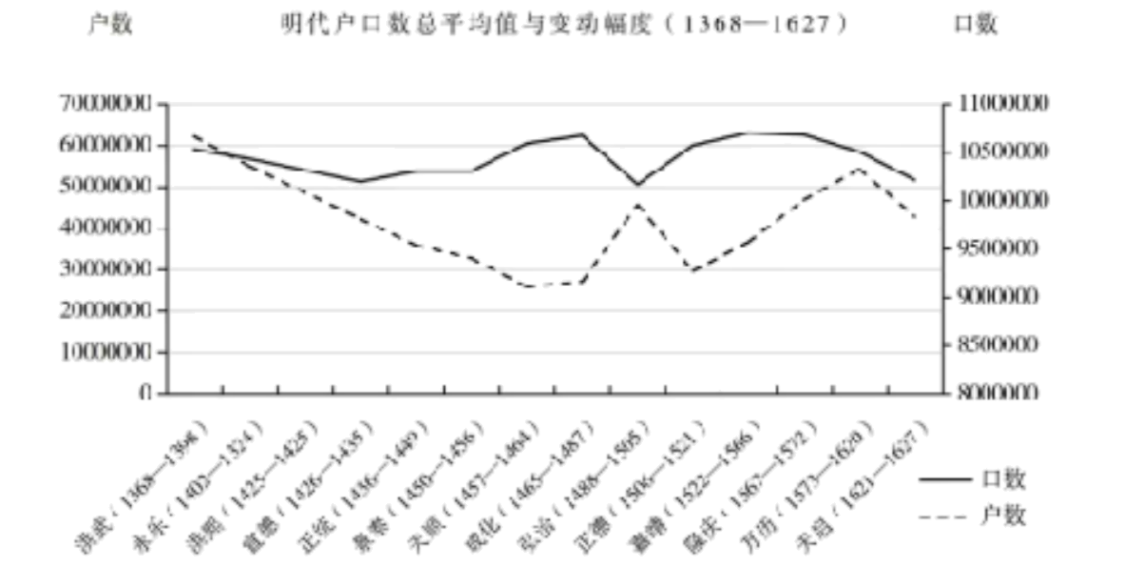 户数
明代户口数总平均值与变动幅度（1368—1627）
口数
70000000
60000000
50000000
40000000
30000000
20000000
10000000
0
11000000
10500000
10000000
9500000
9000000
8500000
8000000
洪武（1368—1398）
永乐（1402—1324）
洪熙（1425—1425）
宣德（1426—1435）
正统（1436—1449）
景泰（1450—1456）
天顺（1457—1464）
成化（1465—1487）
弘治（1488—1505）
正德（1506—1521）
嘉靖（1522—1566）
隆庆（1567—1572）
万历（1573—1620）
天启（1621—1627）
口数
户数